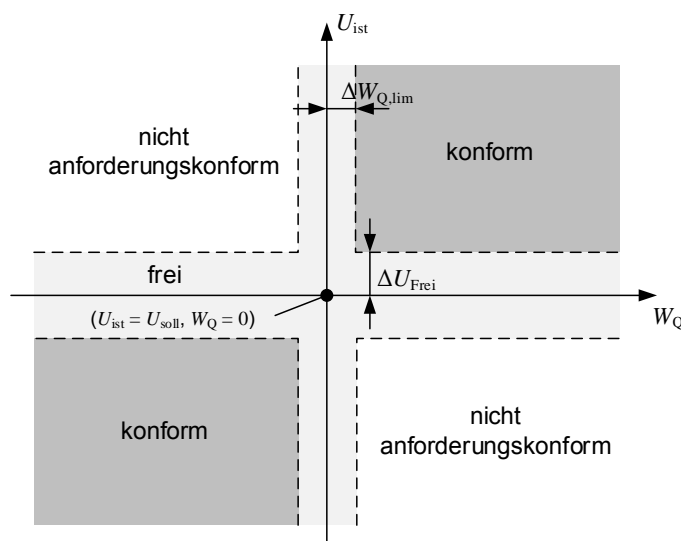 U_ist
ΔW_Q,lim
nicht
anforderungskonform
konform
frei
ΔU_Frei
(U_ist = U_soll, W_Q = 0)
W_Q
konform
nicht
anforderungskonform